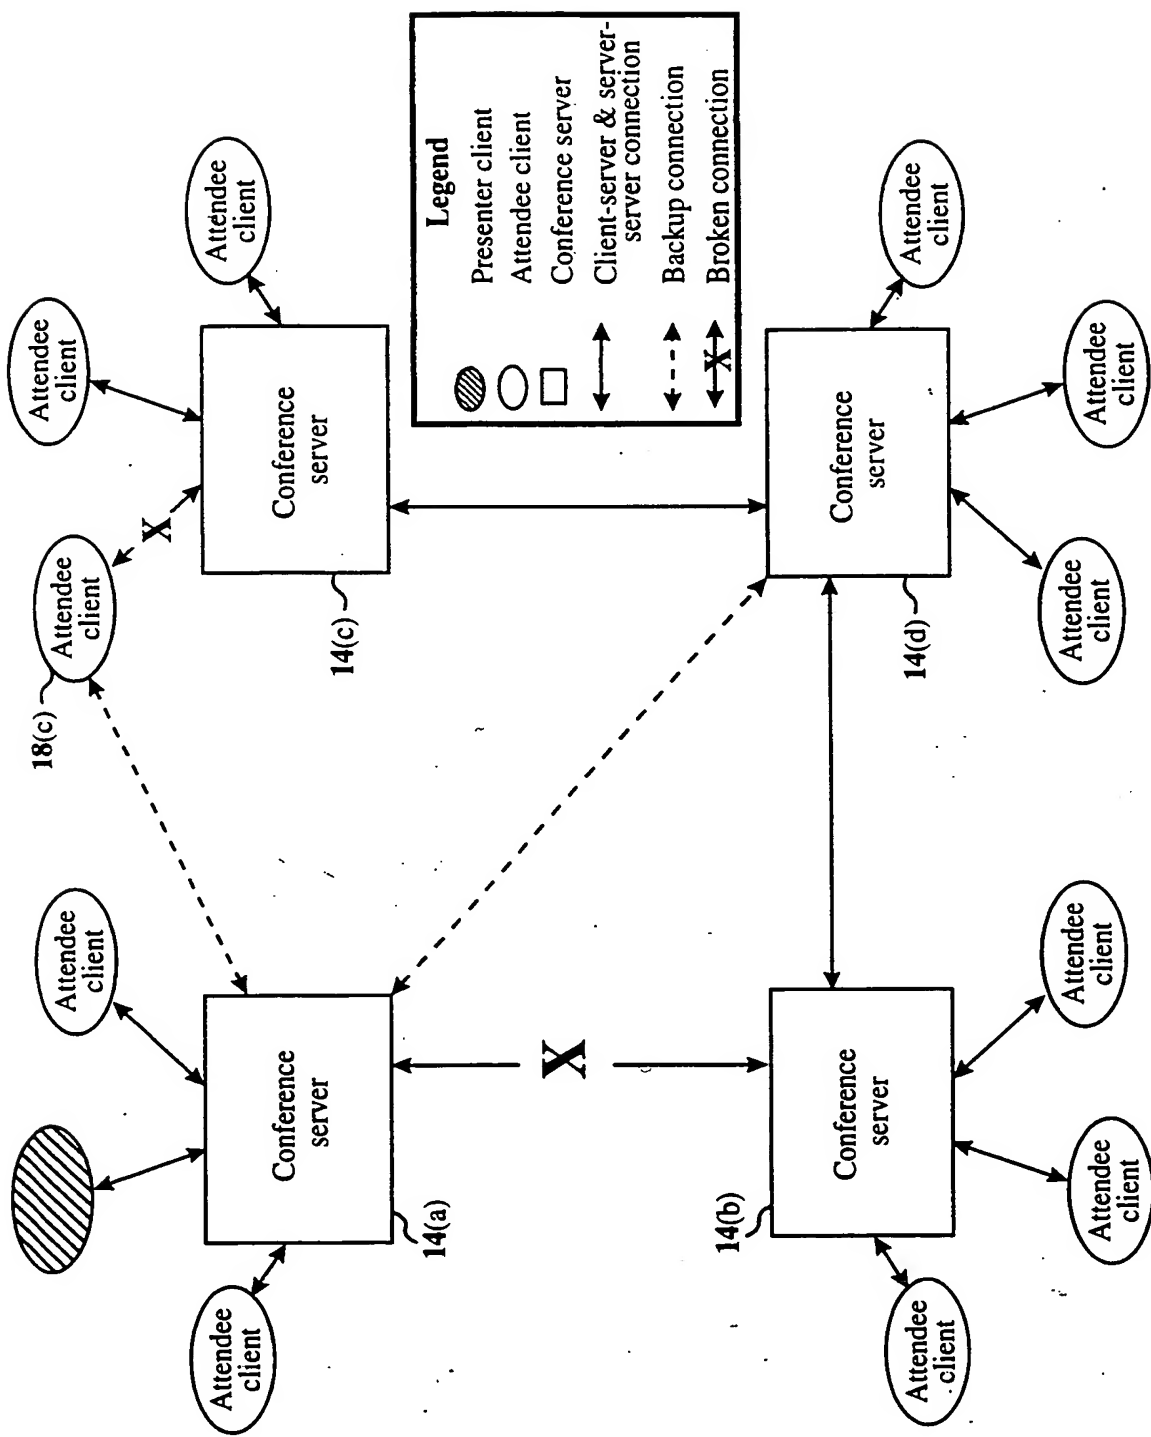 Attendee
client
Attendee
client
14(a)
Conference
server
Attendee
client
18(c)
Attendee
client
X
14(c)
Conference
server
Attendee
client
Attendee
client
X
Legend
Presenter client
Attendee client
Conference server
Client-server & server-
server connection
Backup connection
X
Broken connection
14(b)
Conference
server
Attendee
client
Attendee
client
Attendee
client
14(d)
Conference
server
Attendee
client
Attendee
client
Attendee
client